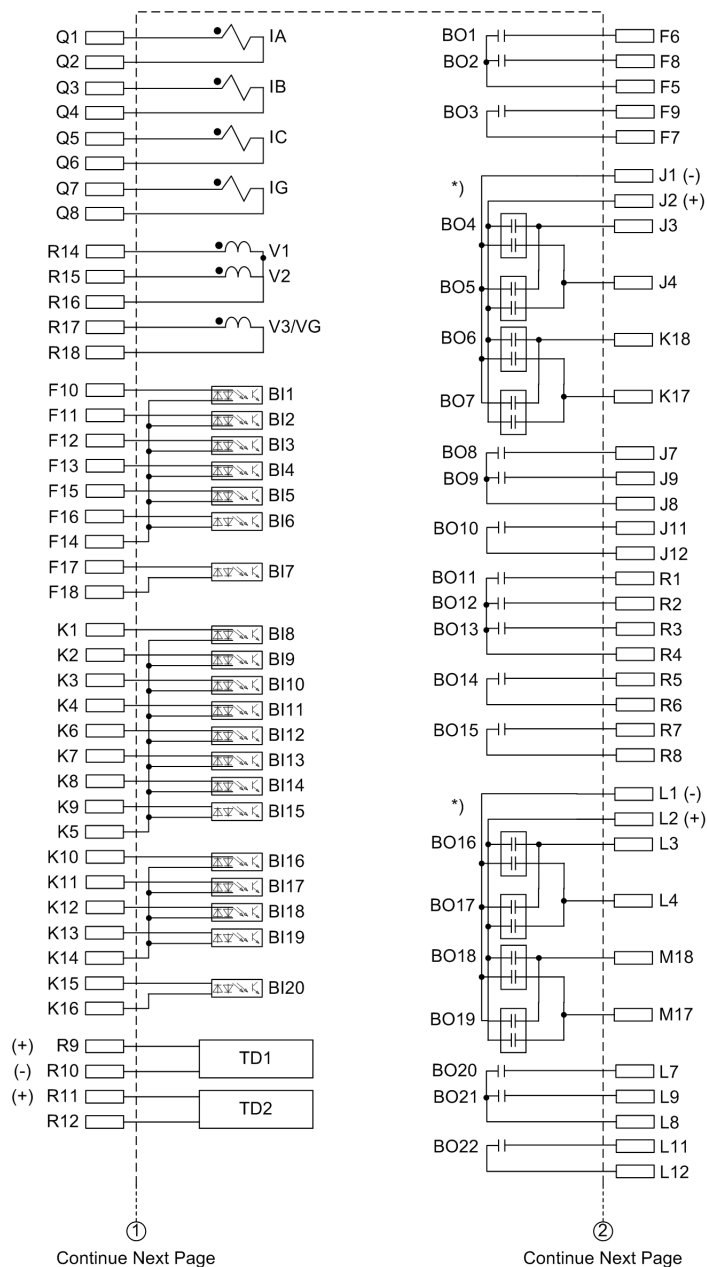 Q1 IA
Q2
Q3 IB
Q4
Q5 IC
Q6
Q7 IG
Q8
R14 V1
R15 V2
R16
R17 V3/VG
R18
F10 BI1
F11 BI2
F12 BI3
F13 BI4
F15 BI5
F16 BI6
F14
F17 BI7
F18
K1 BI8
K2 BI9
K3 BI10
K4 BI11
K6 BI12
K7 BI13
K8 BI14
K9 BI15
K5
K10 BI16
K11 BI17
K12 BI18
K13 BI19
K14
K15 BI20
K16
(+) R9 TD1
(-) R10
(+) R11 TD2
R12
1
Continue Next Page
BO1 F6
BO2 F8
F5
BO3 F9
F7
J1 (-)
*)
J2 (+)
BO4 J3
BO5 J4
BO6 K18
BO7 K17
BO8 J7
BO9 J9
J8
BO10 J11
J12
BO11 R1
BO12 R2
BO13 R3
R4
BO14 R5
R6
BO15 R7
R8
L1 (-)
*)
L2 (+)
BO16 L3
BO17 L4
BO18 M18
BO19 M17
BO20 L7
BO21 L9
L8
BO22 L11
L12
2
Continue Next Page